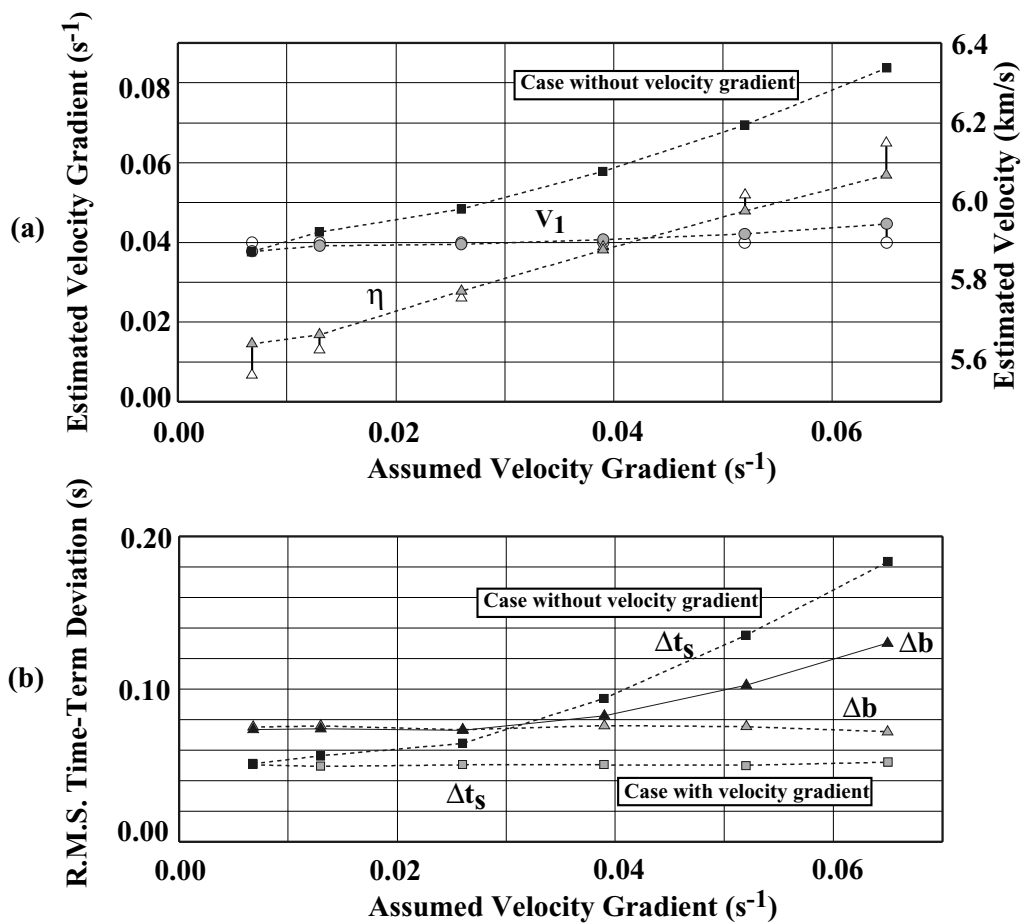 (a)
Estimated Velocity Gradient (s-1)
0.08
0.06
0.04
0.02
0.00
Case without velocity gradient
V1
η
6.4
6.2
6.0
5.8
5.6
Estimated Velocity (km/s)
0.00 0.02 0.04 0.06
Assumed Velocity Gradient (s-1)
(b)
R.M.S. Time-Term Deviation (s)
0.20
0.10
0.00
Case without velocity gradient
Δts
Δb
Δb
Δts
Case with velocity gradient
0.00 0.02 0.04 0.06
Assumed Velocity Gradient (s-1)